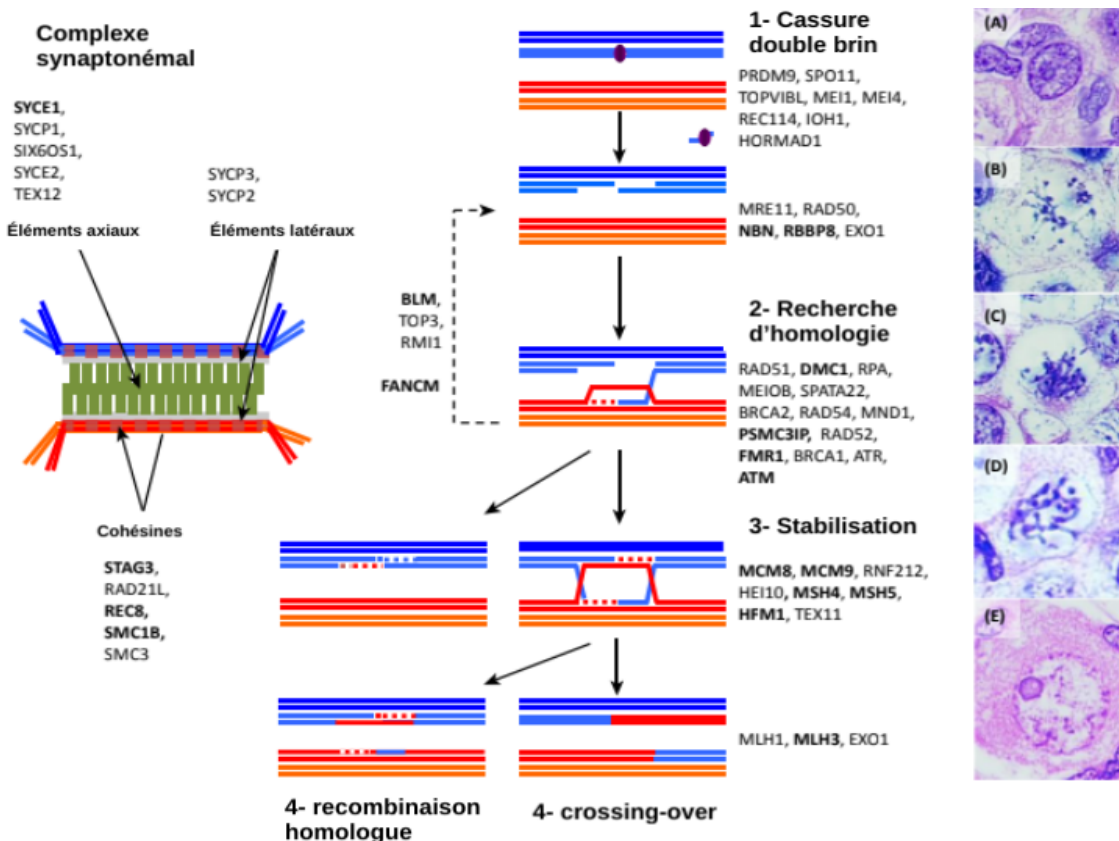 Complexe
synaptonémal
SYCE1,
SYCP1,
SIX6OS1,
SYCE2,
TEX12
SYCP3,
SYCP2
Éléments axiaux
Éléments latéraux
Cohésines
STAG3,
RAD21L,
REC8,
SMC1B,
SMC3
1- Cassure
double brin
PRDM9, SPO11,
TOPVIBL, MEI1, MEI4,
REC114, IOH1,
HORMAD1
MRE11, RAD50,
NBN, RBBP8, EXO1
BLM,
TOP3,
RMI1
FANCM
2- Recherche
d'homologie
RAD51, DMC1, RPA,
MEIOB, SPATA22,
BRCA2, RAD54, MND1,
PSMC3IP, RAD52,
FMR1, BRCA1, ATR,
ATM
3- Stabilisation
MCM8, MCM9, RNF212,
HEI10, MSH4, MSH5,
HFM1, TEX11
MLH1, MLH3, EXO1
4- recombinaison
homologue
4- crossing-over
(A)
(B)
(C)
(D)
(E)